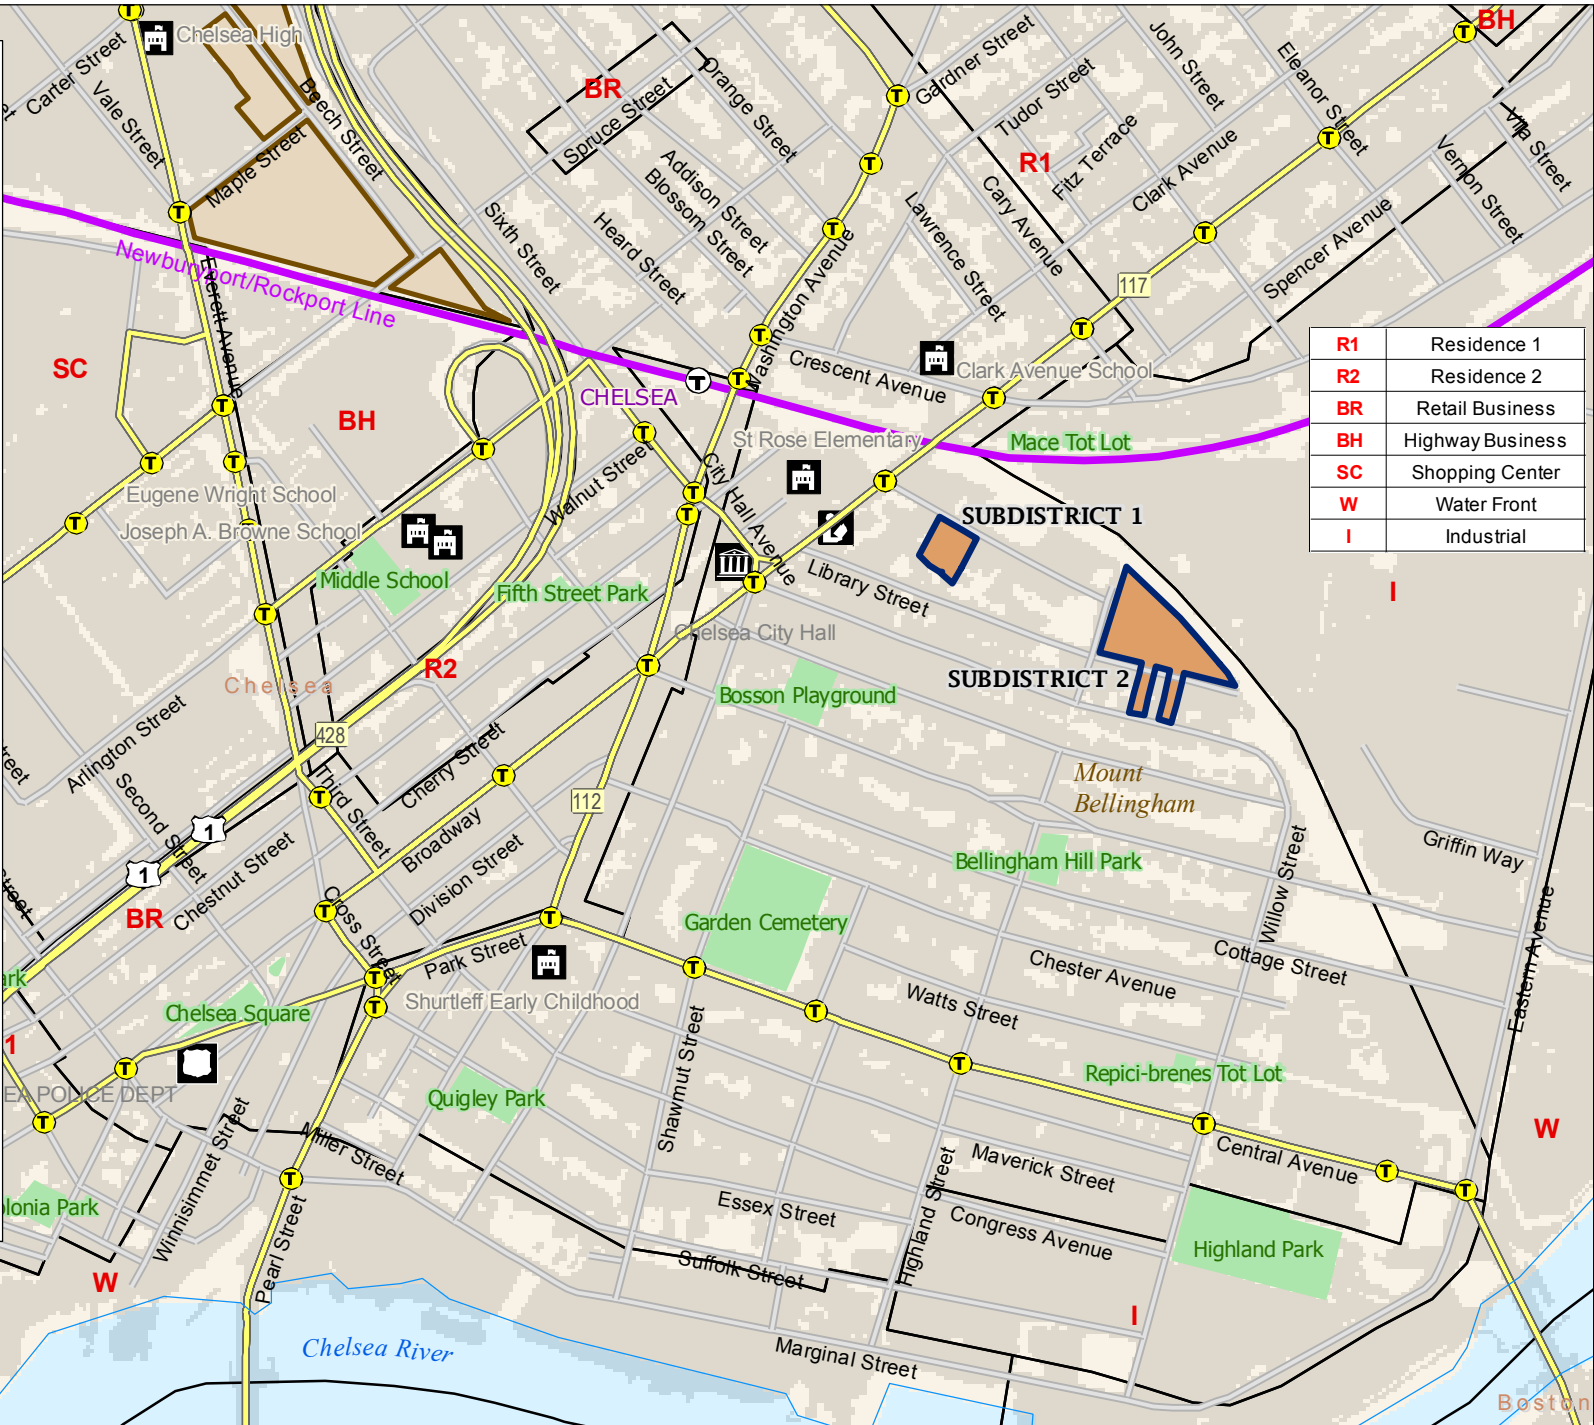 T
BH
Chelsea High
Gardner Street
John Street
Eleanor Street
Carter Street
Orange Street
Tudor Street
BR
Spruce Street
Vale Street
Beech Street
Villa Street
Fitz Terrace
R1
Clark Avenue
Vernon Street
Maple Street
Addison Street
Blossom Street
Cary Avenue
Lawrence Street
Sixth Street
Heard Street
Spencer Avenue
Newburyport/Rockport Line
Everett Avenue
Washington Avenue
117
SC
BH
CHELSEA
T
Crescent Avenue
Clark Avenue School
R1 Residence 1
R2 Residence 2
BR Retail Business
BH Highway Business
SC Shopping Center
W Water Front
I Industrial
St Rose Elementary
Mace Tot Lot
Walnut Street
City Hall Avenue
Eugene Wright School
Joseph A. Browne School
SUBDISTRICT 1
Middle School
Fifth Street Park
Library Street
I
Chelsea City Hall
R2
Chelsea
SUBDISTRICT 2
Bosson Playground
Arlington Street
428
Cherry Street
Second Street
Third Street
112
Mount
Bellingham
1
1
Broadway
Chestnut Street
Division Street
Bellingham Hill Park
Griffin Way
Willow Street
BR
Cross Street
Garden Cemetery
Park Street
Chester Avenue
Cottage Street
Eastern Avenue
ark
Chelsea Square
Shurtleff Early Childhood
Watts Street
1
Shawmut Street
Repici-brenes Tot Lot
EA POLICE DEPT
Quigley Park
W
Winnisimmet Street
Miller Street
Maverick Street
Central Avenue
olonia Park
Essex Street
Highland Street
Congress Avenue
Highland Park
Pearl Street
Suffolk Street
W
I
Chelsea River
Marginal Street
Boston